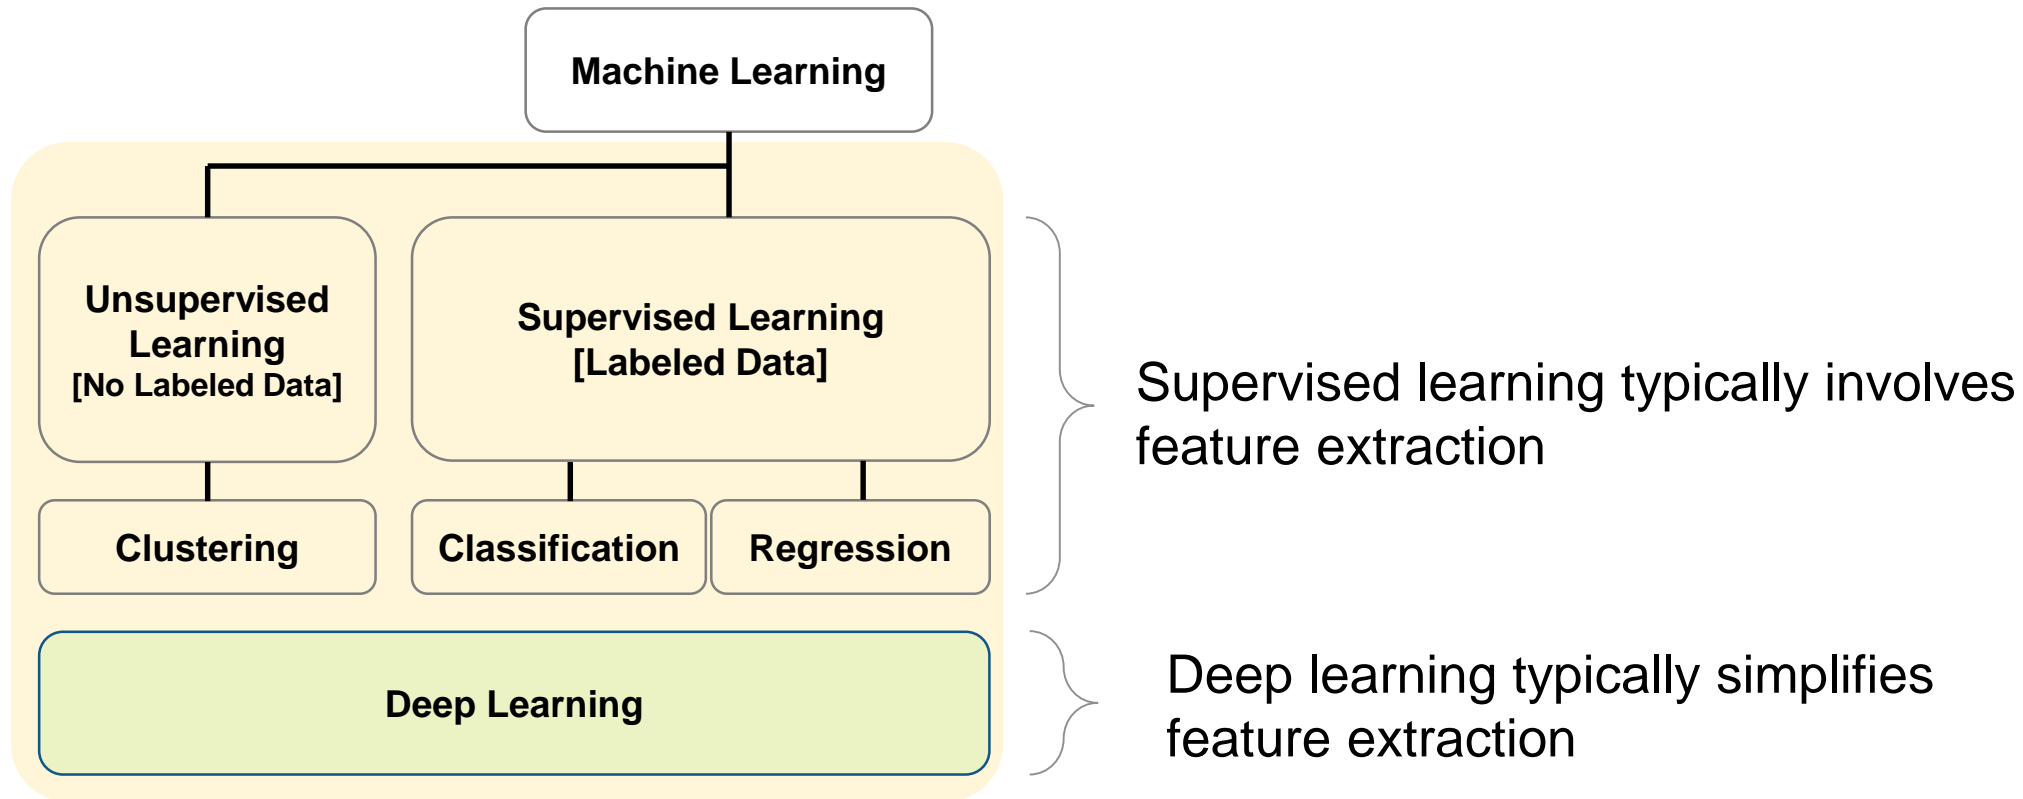 Machine Learning
Unsupervised
Learning
[No Labeled Data]
Supervised Learning
[Labeled Data]
Clustering
Classification
Regression
Deep Learning
Supervised learning typically involves
feature extraction
Deep learning typically simplifies
feature extraction